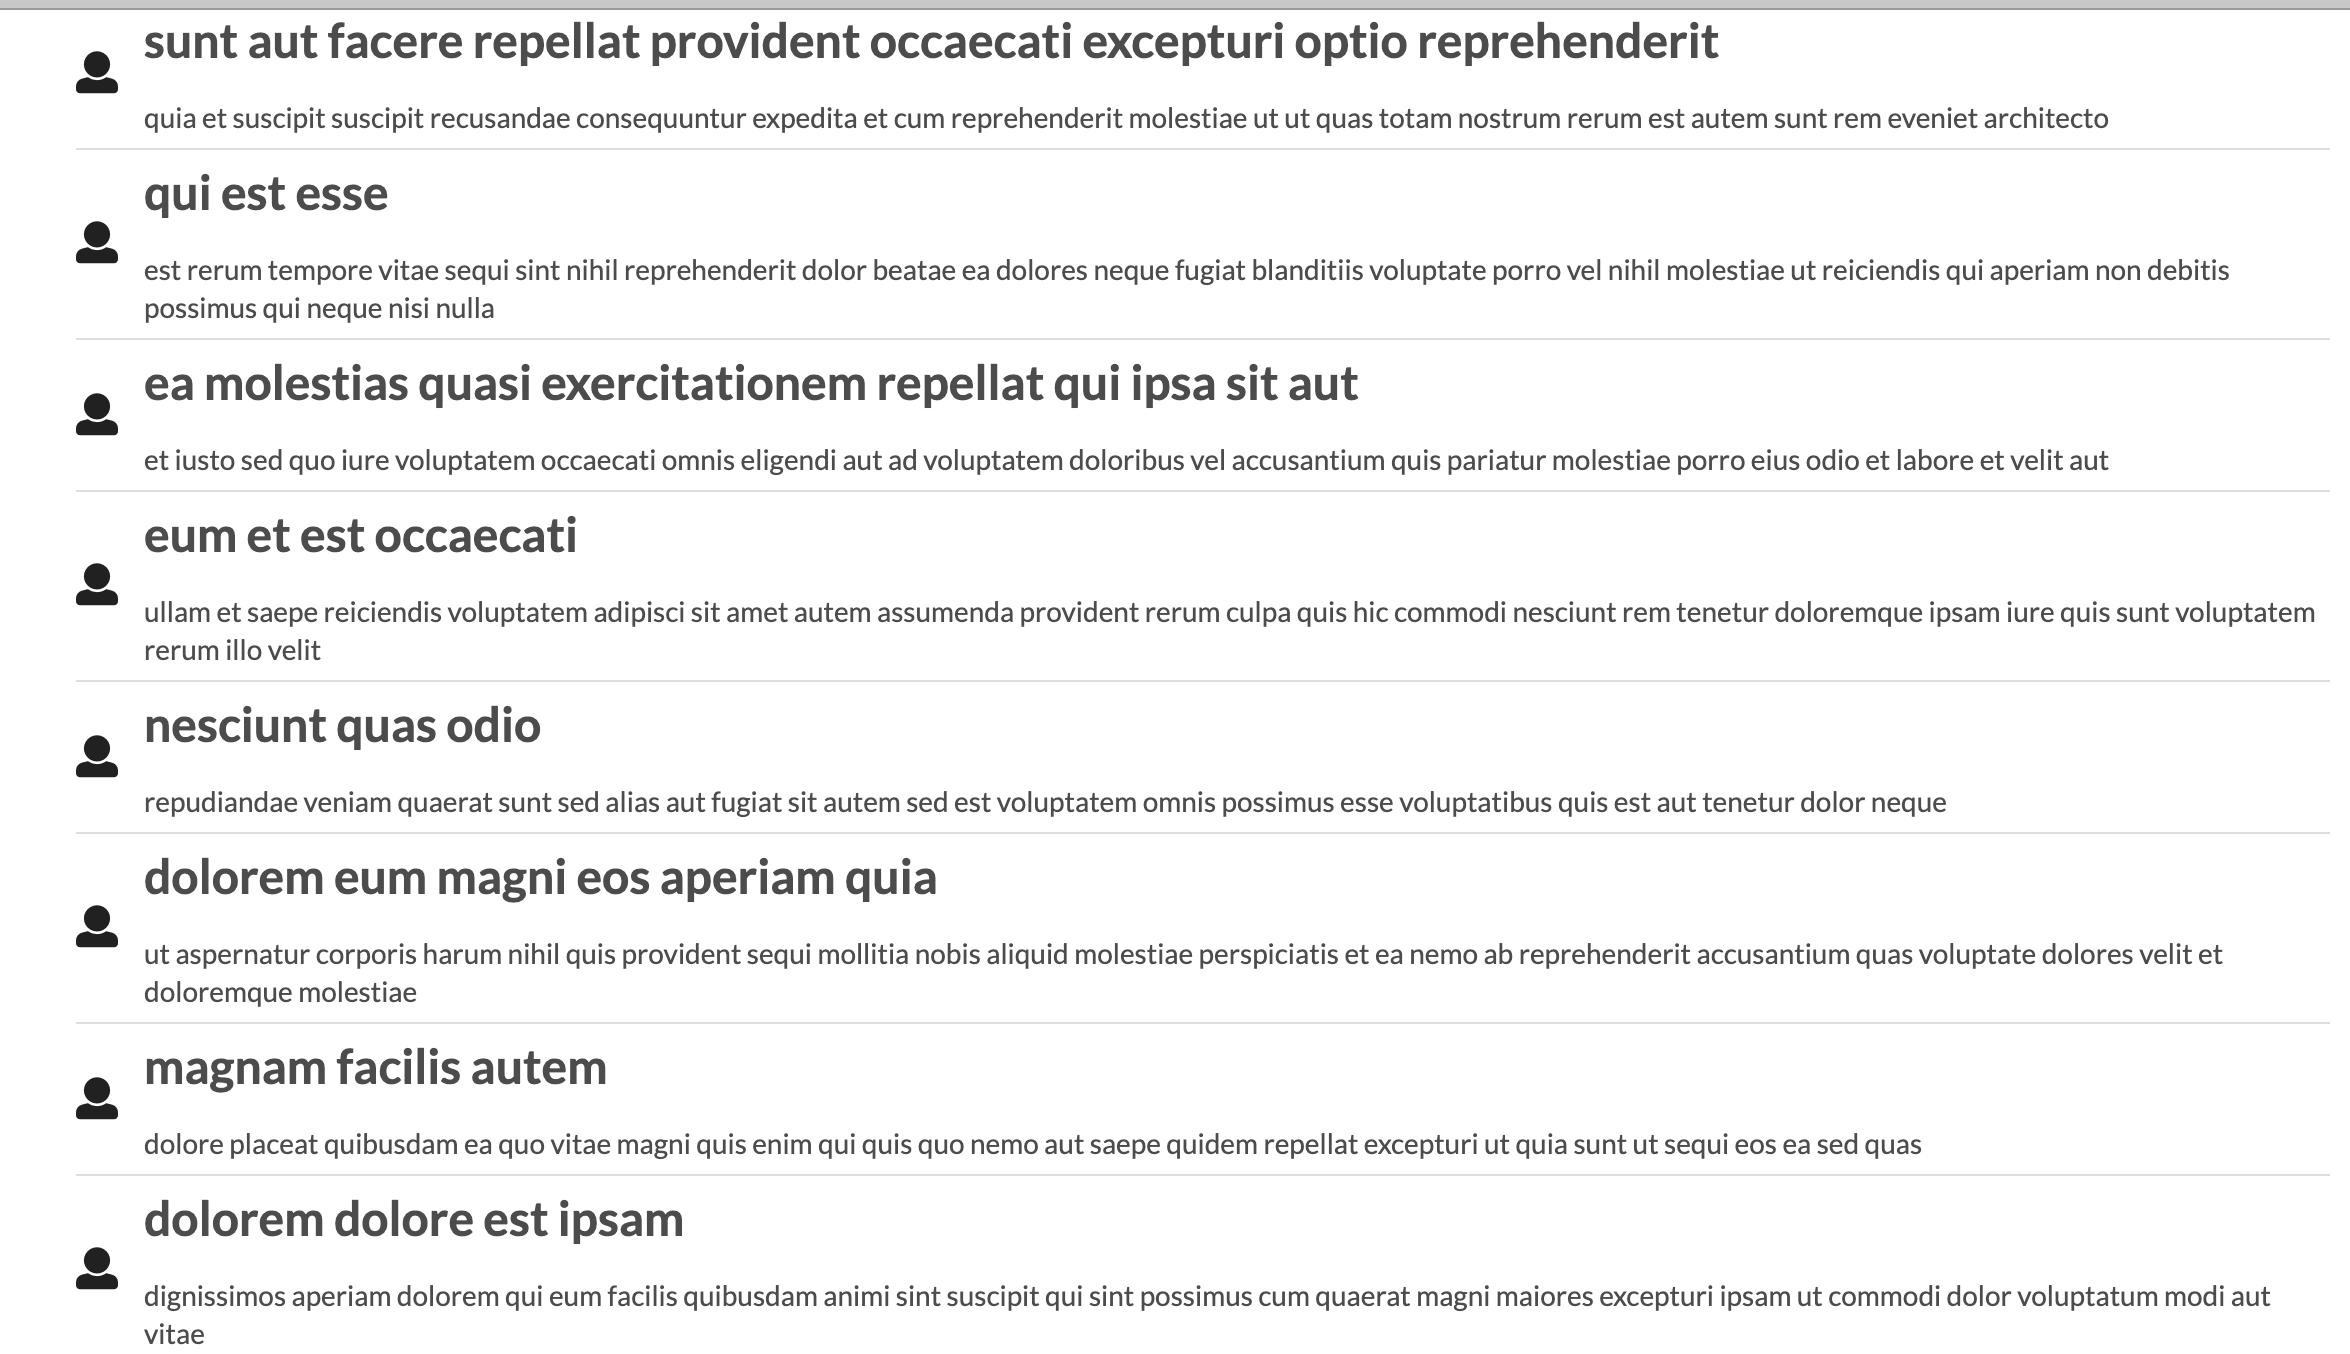 sunt aut facere repellat provident occaecati excepturi optio reprehenderit
quia et suscipit suscipit recusandae consequuntur expedita et cum reprehenderit molestiae ut ut quas totam nostrum rerum est autem sunt rem eveniet architecto
qui est esse
est rerum tempore vitae sequi sint nihil reprehenderit dolor beatae ea dolores neque fugiat blanditiis voluptate porro vel nihil molestiae ut reiciendis qui aperiam non debitis
possimus qui neque nisi nulla
ea molestias quasi exercitationem repellat qui ipsa sit aut
et iusto sed quo iure voluptatem occaecati omnis eligendi aut ad voluptatem doloribus vel accusantium quis pariatur molestiae porro eius odio et labore et velit aut
eum et est occaecati
ullam et saepe reiciendis voluptatem adipisci sit amet autem assumenda provident rerum culpa quis hic commodi nesciunt rem tenetur doloremque ipsam iure quis sunt voluptatem
rerum illo velit
nesciunt quas odio
repudiandae veniam quaerat sunt sed alias aut fugiat sit autem sed est voluptatem omnis possimus esse voluptatibus quis est aut tenetur dolor neque
dolorem eum magni eos aperiam quia
ut aspernatur corporis harum nihil quis provident sequi mollitia nobis aliquid molestiae perspiciatis et ea nemo ab reprehenderit accusantium quas voluptate dolores velit et
doloremque molestiae
magnam facilis autem
dolore placeat quibusdam ea quo vitae magni quis enim qui quis quo nemo aut saepe quidem repellat excepturi ut quia sunt ut sequi eos ea sed quas
dolorem dolore est ipsam
dignissimos aperiam dolorem qui eum facilis quibusdam animi sint suscipit qui sint possimus cum quaerat magni maiores excepturi ipsam ut commodi dolor voluptatum modi aut
vitae